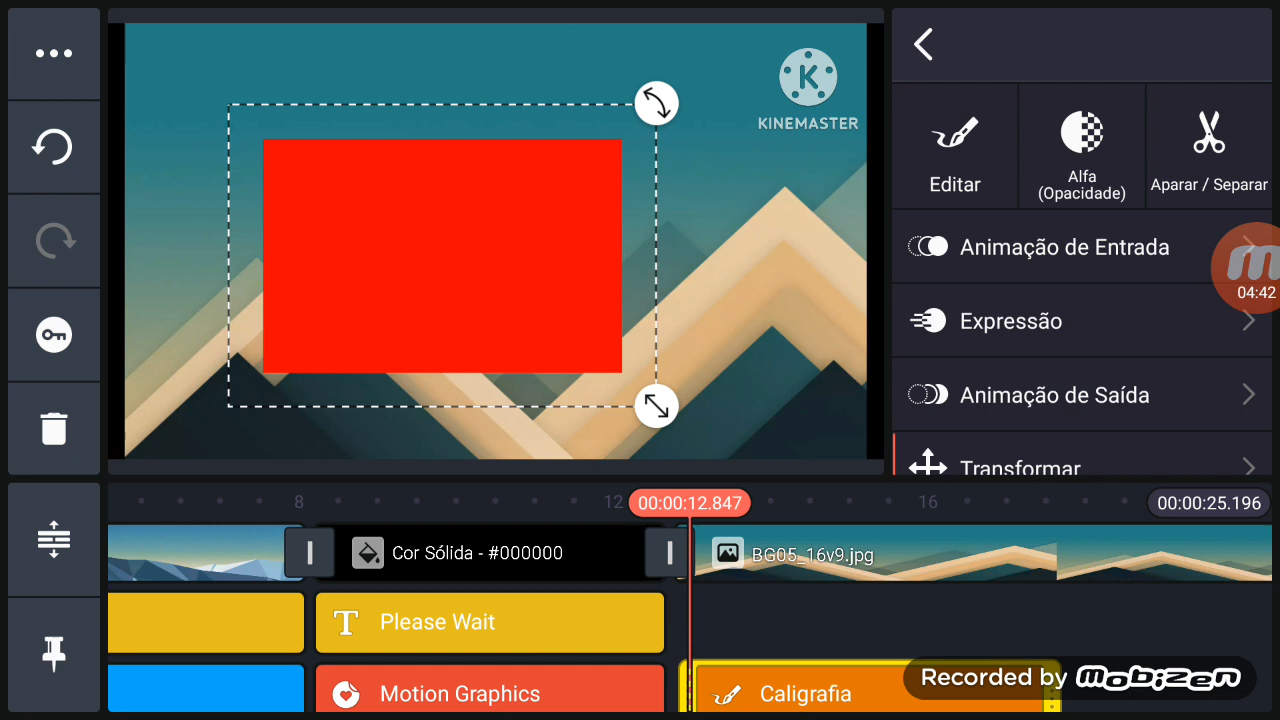 K
KINEMASTER
Editar
Alfa
(Opacidade)
Aparar / Separar
Animação de Entrada
04:42
Expressão
Animação de Saída
Transformar
8
12
00:00:12.847
16
00:00:25.196
Cor Sólida - #000000
BG05_16v9.jpg
T
Please Wait
Motion Graphics
Caligrafia
Recorded by Mobizen